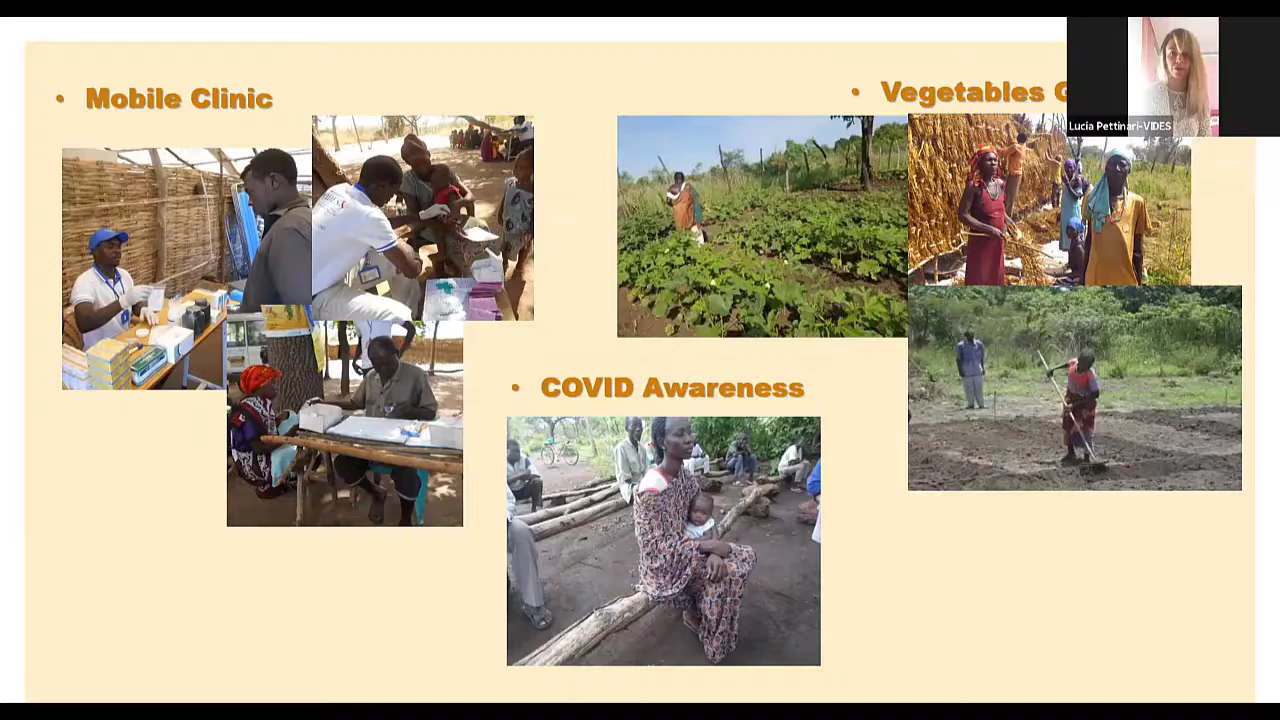 • Mobile Clinic
• Vegetables
Lucia Pettinari-VIDES
• COVID Awareness